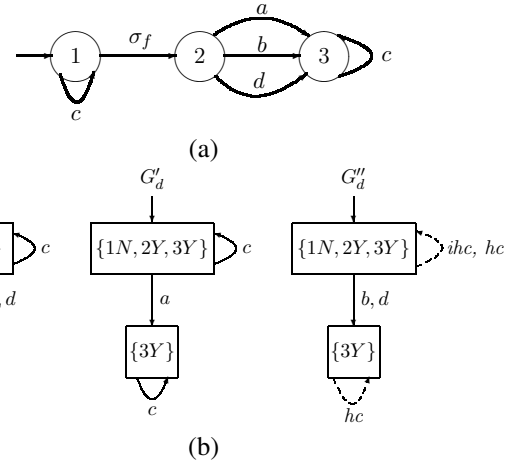 a
σ_f
1
2
b
3
c
d
c
(a)
G'_d
G''_d
{1N, 2Y, 3Y}
{1N, 2Y, 3Y}
c
c
ihc, hc
, d
a
b, d
{3Y}
{3Y}
c
hc
(b)